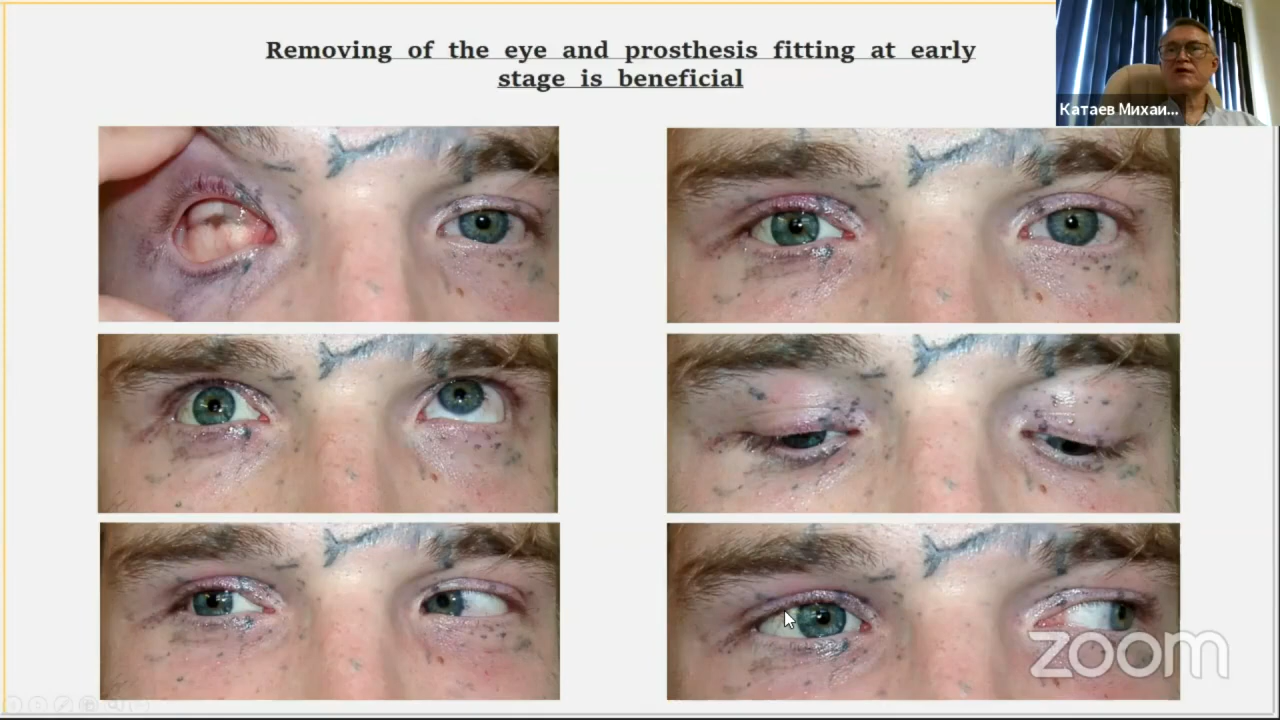 Removing of the eye and prosthesis fitting at early
stage is beneficial
Катаев Михаи...
zoom